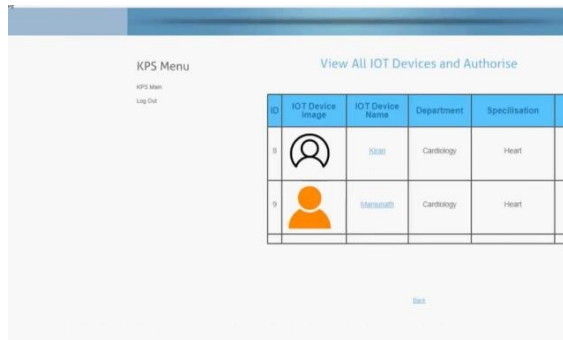 KPS Menu
KPS Main
Log Out
View All IOT Devices and Authorise
ID IOT Device Image IOT Device Name Department Specilisation
8 Kiran Cardiology Heart
9 Manjunath Cardiology Heart
Back